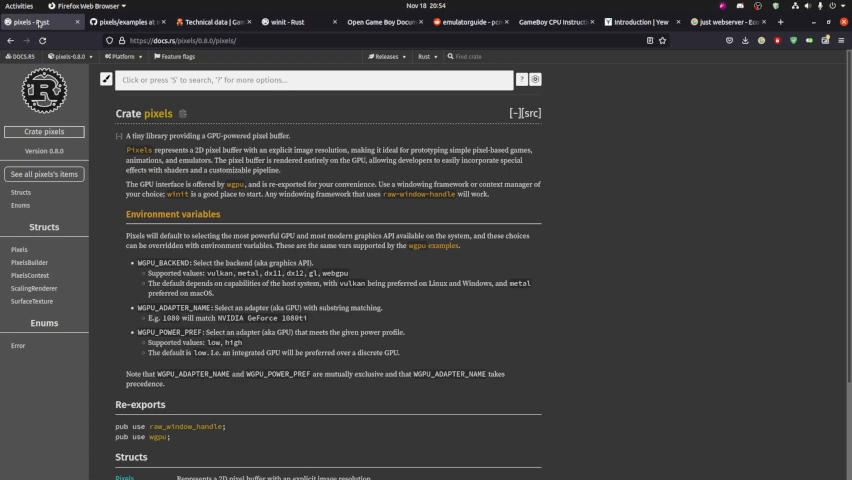 Activities
Firefox Web Browser
Nov 18 20:54
pixels - Rust
pixels/examples at m
Technical data | Gam
winit - Rust
Open Game Boy Docum
emulatorguide - pcn
GameBoy CPU Instructi
Introduction | Yew
just webserver - Ecos
https://docs.rs/pixels/0.8.0/pixels/
DOCS.RS
pixels-0.8.0
Platform
Feature flags
Releases
Rust
Find crate
Click or press 'S' to search, '?' for more options...
?
Crate pixels
Version 0.8.0
See all pixels's items
Structs
Enums
Structs
Pixels
PixelsBuilder
PixelsContext
ScalingRenderer
SurfaceTexture
Enums
Error
Crate pixels
[-][src]
[-] A tiny library providing a GPU-powered pixel buffer.
Pixels represents a 2D pixel buffer with an explicit image resolution, making it ideal for prototyping simple pixel-based games,
animations, and emulators. The pixel buffer is rendered entirely on the GPU, allowing developers to easily incorporate special
effects with shaders and a customizable pipeline.
The GPU interface is offered by wgpu, and is re-exported for your convenience. Use a windowing framework or context manager of
your choice; winit is a good place to start. Any windowing framework that uses raw-window-handle will work.
Environment variables
Pixels will default to selecting the most powerful GPU and most modern graphics API available on the system, and these choices
can be overridden with environment variables. These are the same vars supported by the wgpu examples.
• WGPU_BACKEND: Select the backend (aka graphics API).
◦ Supported values: vulkan, metal, dx11, dx12, gl, webgpu
◦ The default depends on capabilities of the host system, with vulkan being preferred on Linux and Windows, and metal
preferred on macOS.
• WGPU_ADAPTER_NAME: Select an adapter (aka GPU) with substring matching.
◦ E.g. 1080 will match NVIDIA GeForce 1080ti
• WGPU_POWER_PREF: Select an adapter (aka GPU) that meets the given power profile.
◦ Supported values: low, high
◦ The default is low. I.e. an integrated GPU will be preferred over a discrete GPU.
Note that WGPU_ADAPTER_NAME and WGPU_POWER_PREF are mutually exclusive and that WGPU_ADAPTER_NAME takes
precedence.
Re-exports
pub use raw_window_handle;
pub use wgpu;
Structs
Pixels Represents a 2D pixel buffer with an explicit image resolution.